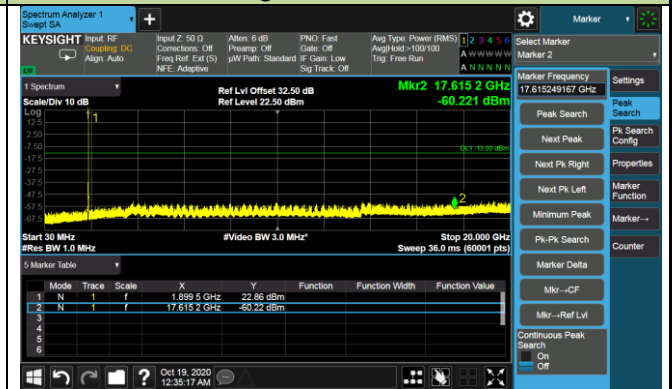 Spectrum Analyzer 1
Swept SA
+
Marker
KEYSIGHT
Input: RF
Coupling: DC
Align: Auto
Input Z: 50 Ω
Corrections: Off
Freq Ref: Ext (S)
NFE: Adaptive
Atten: 6 dB
Preamp: Off
µW Path: Standard
PNO: Fast
Gate: Off
IF Gain: Low
Sig Track: Off
Avg Type: Power (RMS)
Avg|Hold:>100/100
Trig: Free Run
1 2 3 4 5 6
A W W W W W
A N N N N N
Select Marker
Marker 2
LXI
1 Spectrum
Scale/Div 10 dB
Ref Lvl Offset 32.50 dB
Ref Level 22.50 dBm
Mkr2 17.615 2 GHz
-60.221 dBm
Log
12.5
2.50
-7.50
-17.5
-27.5
-37.5
-47.5
-57.5
-67.5
1
DL1 -13.00 dBm
2
Start 30 MHz
#Res BW 1.0 MHz
#Video BW 3.0 MHz*
Stop 20.000 GHz
Sweep 36.0 ms (60001 pts)
5 Marker Table
Mode Trace Scale X Y Function Function Width Function Value
1 N 1 f 1.899 5 GHz 22.86 dBm
2 N 1 f 17.615 2 GHz -60.22 dBm
3
4
5
6
Marker Frequency
17.615249167 GHz
Peak Search
Next Peak
Next Pk Right
Next Pk Left
Minimum Peak
Pk-Pk Search
Marker Delta
Mkr→CF
Mkr→Ref Lvl
Continuous Peak
Search
On
Off
Settings
Peak
Search
Pk Search
Config
Properties
Marker
Function
Marker→
Counter
?
Oct 19, 2020
12:35:17 AM